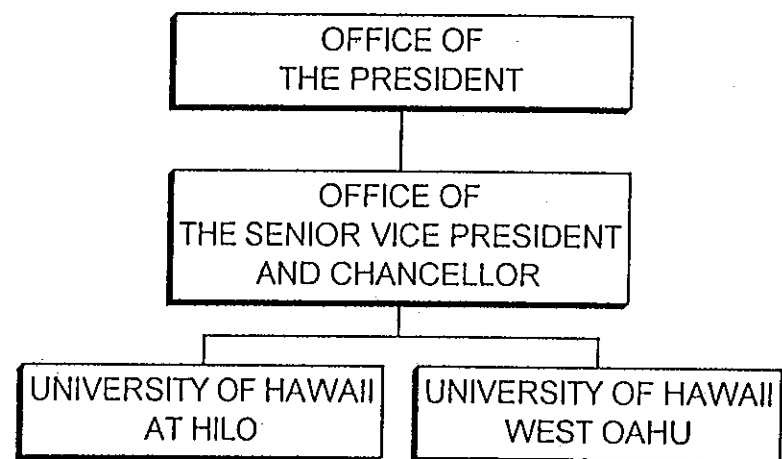 OFFICE OF
THE PRESIDENT
OFFICE OF
THE SENIOR VICE PRESIDENT
AND CHANCELLOR
UNIVERSITY OF HAWAII
AT HILO
UNIVERSITY OF HAWAII
WEST OAHU